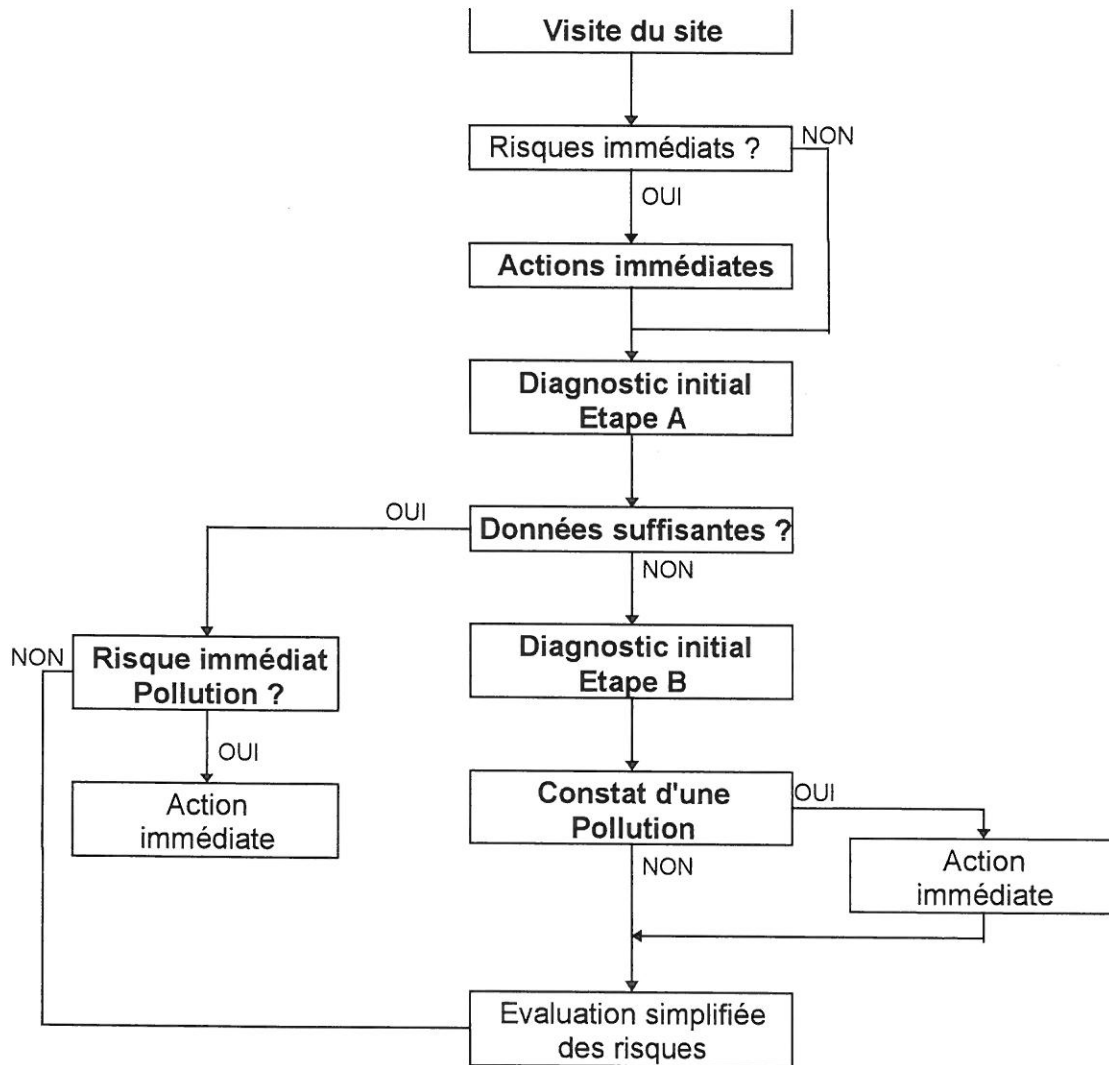 Visite du site
Risques immédiats ?
NON
OUI
Actions immédiates
Diagnostic initial
Etape A
OUI
Données suffisantes ?
NON
NON
Risque immédiat
Pollution ?
Diagnostic initial
Etape B
OUI
Action
immédiate
Constat d'une
Pollution
OUI
NON
Action
immédiate
Evaluation simplifiée
des risques